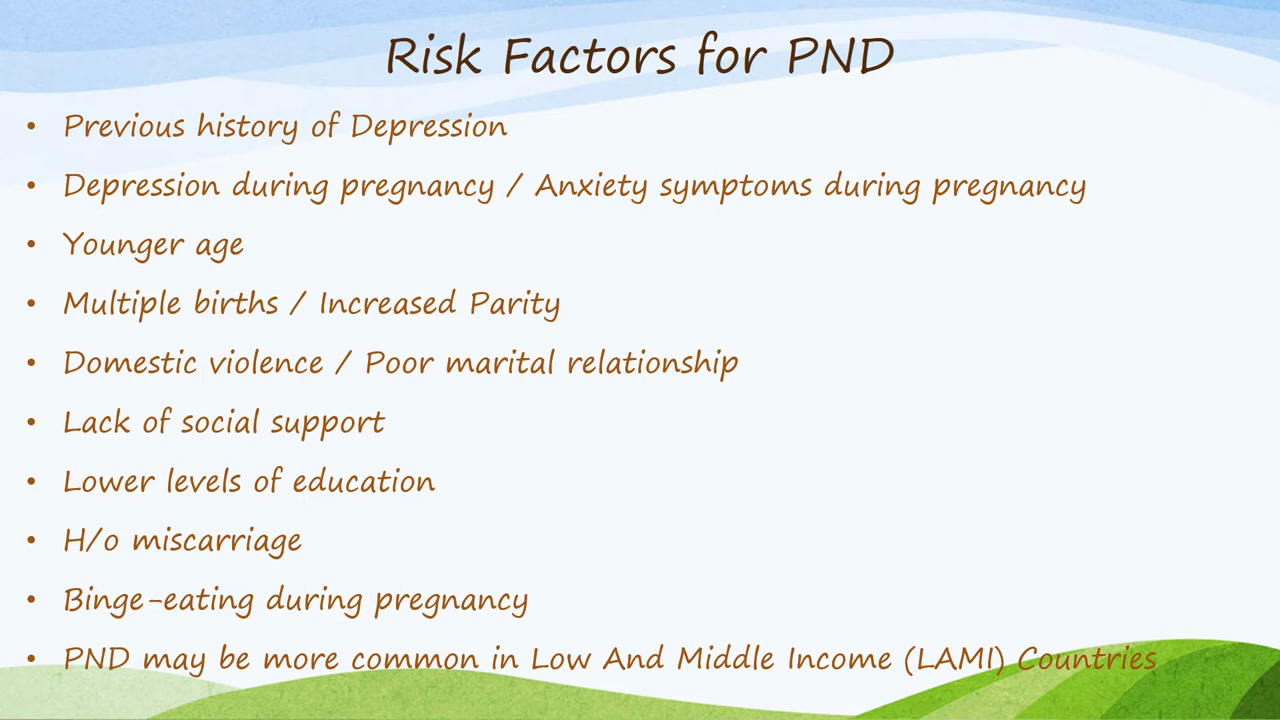 Risk Factors for PND
• Previous history of Depression
• Depression during pregnancy / Anxiety symptoms during pregnancy
• Younger age
• Multiple births / Increased Parity
• Domestic violence / Poor marital relationship
• Lack of social support
• Lower levels of education
• H/o miscarriage
• Binge-eating during pregnancy
• PND may be more common in Low And Middle Income (LAMI) Countries